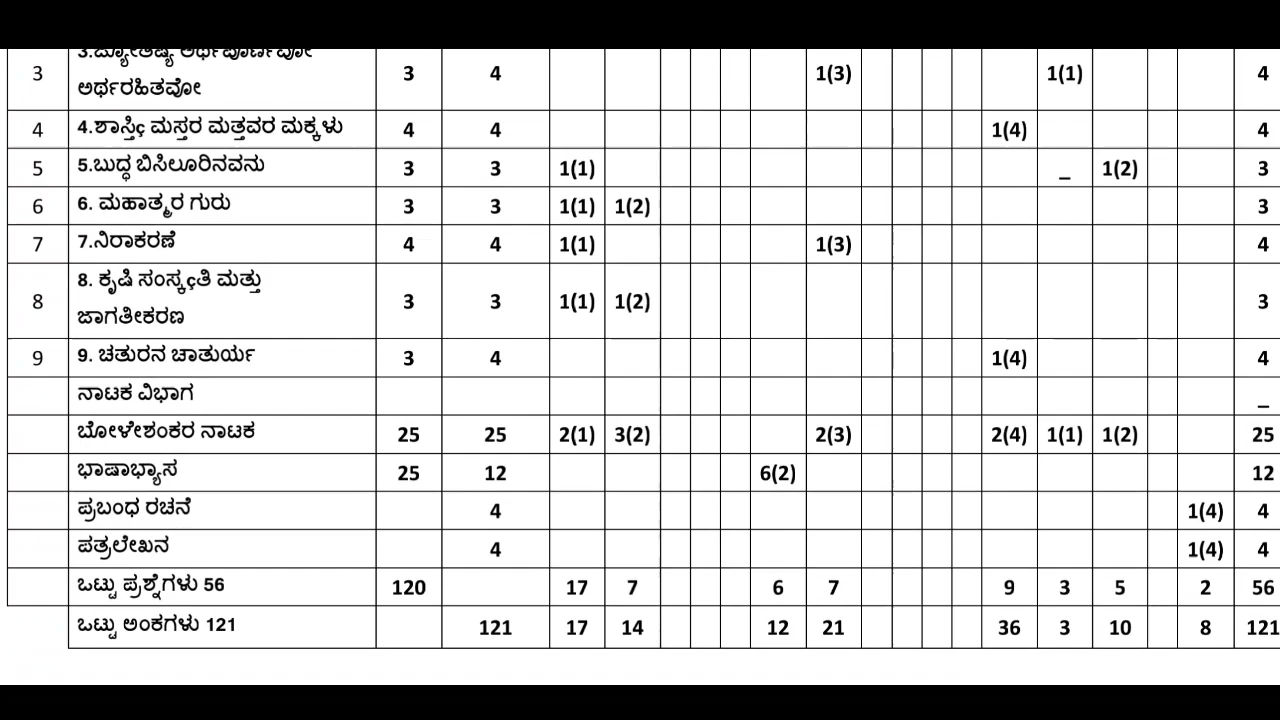 3.ಜ್ಯೋತಿಷ್ಯ ಅರ್ಥಪೂರ್ಣವೋ
3 ಅರ್ಥರಹಿತವೋ 3 4 1(3) 1(1) 4
4 4.ಶಾಸ್ತ್ರಿç ಮಸ್ತರ ಮತ್ತವರ ಮಕ್ಕಳು 4 4 1(4) 4
5 5.ಬುದ್ಧ ಬಿಸಿಲೂರಿನವನು 3 3 1(1) _ 1(2) 3
6 6. ಮಹಾತ್ಮರ ಗುರು 3 3 1(1) 1(2) 3
7 7.ನಿರಾಕರಣೆ 4 4 1(1) 1(3) 4
8. ಕೃಷಿ ಸಂಸ್ಕçತಿ ಮತ್ತು
8 ಜಾಗತೀಕರಣ 3 3 1(1) 1(2) 3
9 9. ಚತುರನ ಚಾತುರ್ಯ 3 4 1(4) 4
ನಾಟಕ ವಿಭಾಗ _
ಬೋಳೇಶಂಕರ ನಾಟಕ 25 25 2(1) 3(2) 2(3) 2(4) 1(1) 1(2) 25
ಭಾಷಾಭ್ಯಾಸ 25 12 6(2) 12
ಪ್ರಬಂಧ ರಚನೆ 4 1(4) 4
ಪತ್ರಲೇಖನ 4 1(4) 4
ಒಟ್ಟು ಪ್ರಶ್ನೆಗಳು 56 120 17 7 6 7 9 3 5 2 56
ಒಟ್ಟು ಅಂಕಗಳು 121 121 17 14 12 21 36 3 10 8 121